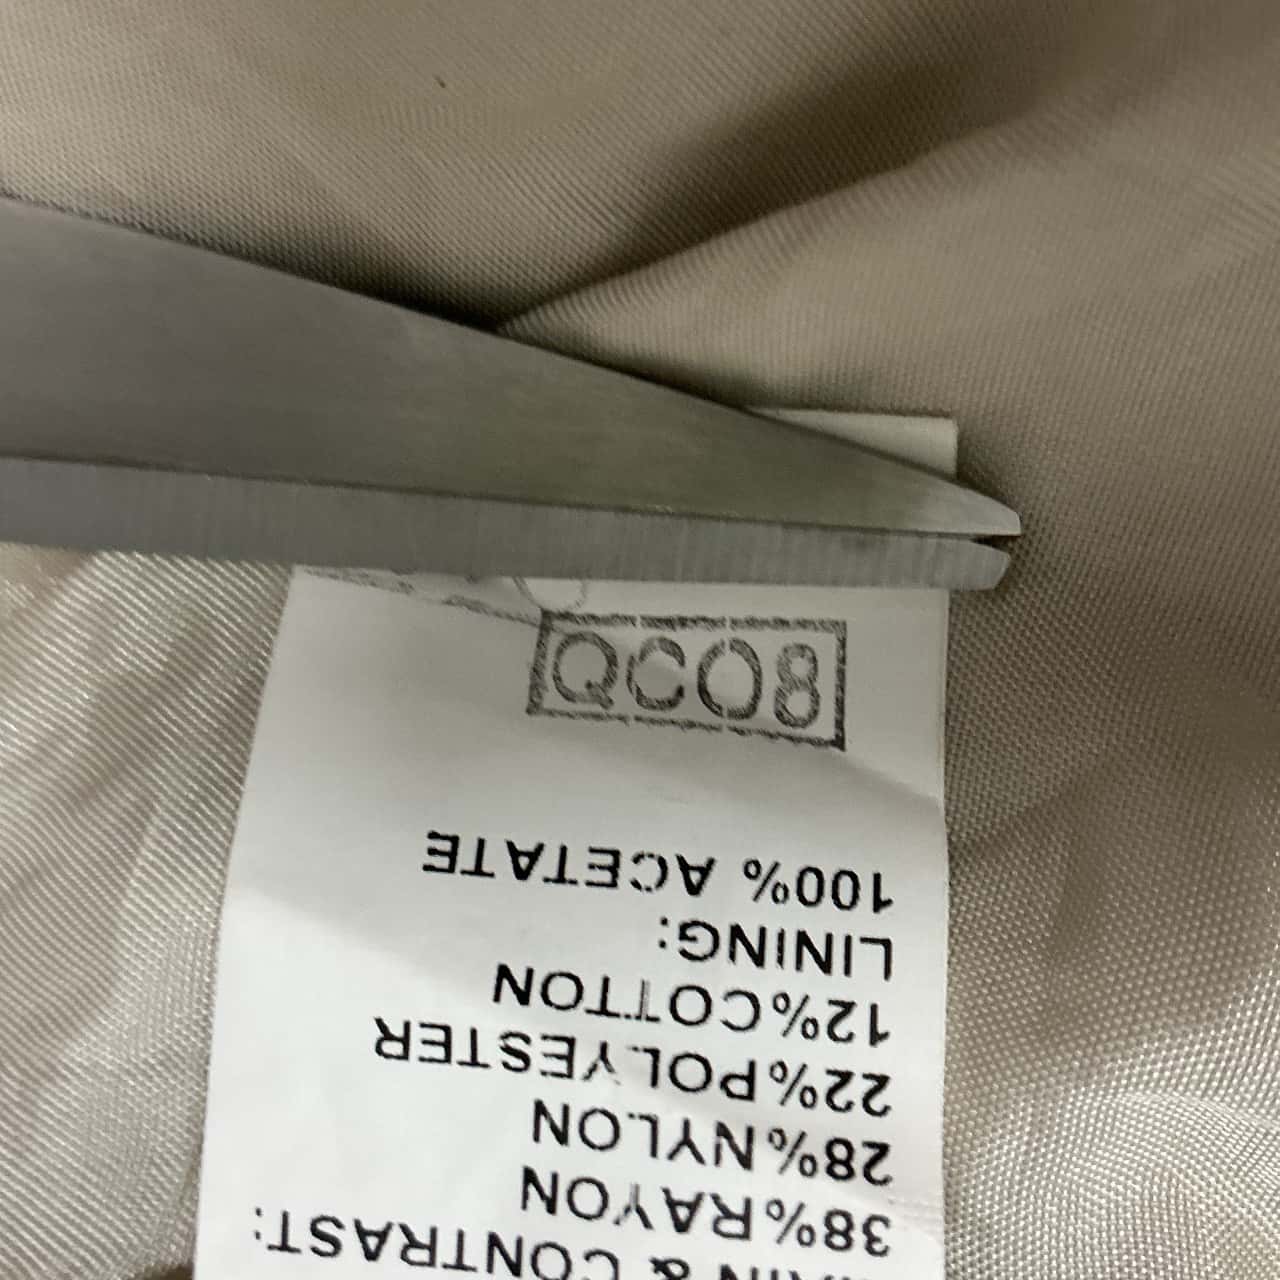 & CONTRAST:
38%RAYON
28%NYLON
22%POLYESTER
12%COTTON
LINING:
100% ACETATE
QC08